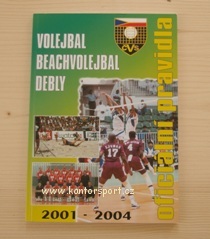 VOLEJBAL
BEACHVOLEJBAL
DEBLY
ČVS
Oficiální pravidla
www.kantorsport.cz
2001 - 2004